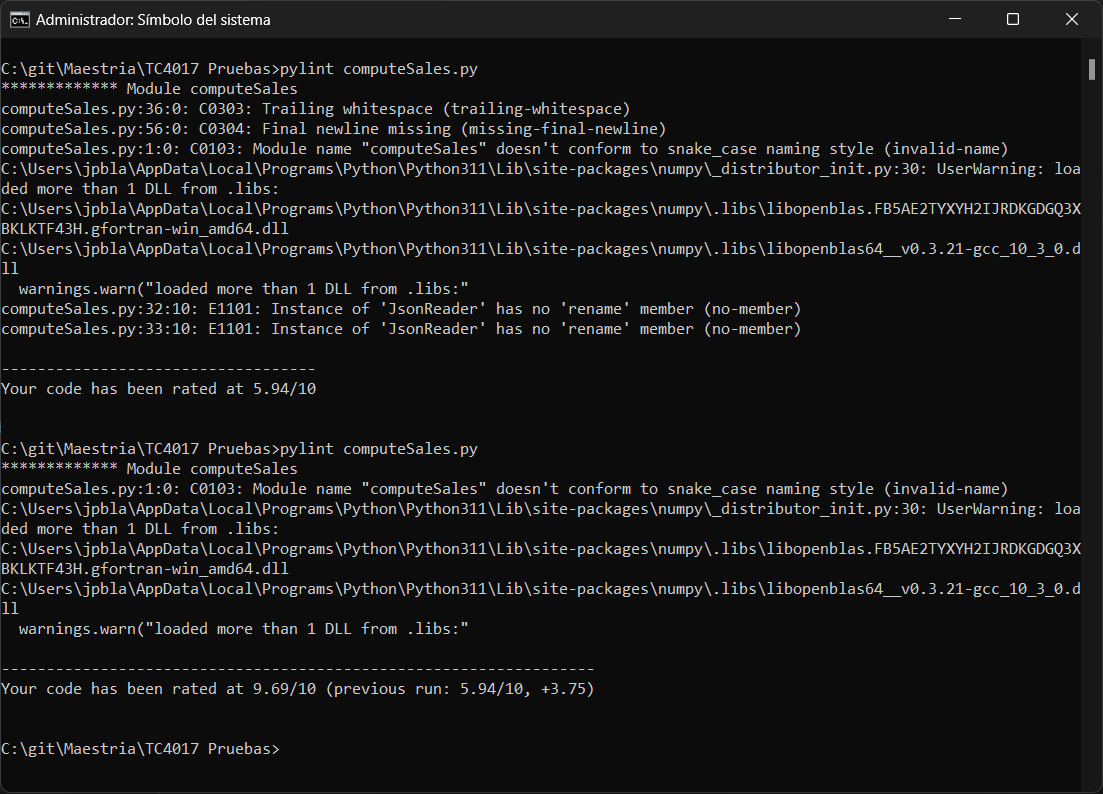 Administrador: Símbolo del sistema
C:\git\Maestria\TC4017 Pruebas>pylint computeSales.py
************* Module computeSales
computeSales.py:36:0: C0303: Trailing whitespace (trailing-whitespace)
computeSales.py:56:0: C0304: Final newline missing (missing-final-newline)
computeSales.py:1:0: C0103: Module name "computeSales" doesn't conform to snake_case naming style (invalid-name)
C:\Users\jpbla\AppData\Local\Programs\Python\Python311\Lib\site-packages\numpy\_distributor_init.py:30: UserWarning: loa
ded more than 1 DLL from .libs:
C:\Users\jpbla\AppData\Local\Programs\Python\Python311\Lib\site-packages\numpy\.libs\libopenblas.FB5AE2TYXYH2IJRDKGDGQ3X
BKLKTF43H.gfortran-win_amd64.dll
C:\Users\jpbla\AppData\Local\Programs\Python\Python311\Lib\site-packages\numpy\.libs\libopenblas64__v0.3.21-gcc_10_3_0.d
ll
  warnings.warn("loaded more than 1 DLL from .libs:"
computeSales.py:32:10: E1101: Instance of 'JsonReader' has no 'rename' member (no-member)
computeSales.py:33:10: E1101: Instance of 'JsonReader' has no 'rename' member (no-member)
-----------------------------------
Your code has been rated at 5.94/10
C:\git\Maestria\TC4017 Pruebas>pylint computeSales.py
************* Module computeSales
computeSales.py:1:0: C0103: Module name "computeSales" doesn't conform to snake_case naming style (invalid-name)
C:\Users\jpbla\AppData\Local\Programs\Python\Python311\Lib\site-packages\numpy\_distributor_init.py:30: UserWarning: loa
ded more than 1 DLL from .libs:
C:\Users\jpbla\AppData\Local\Programs\Python\Python311\Lib\site-packages\numpy\.libs\libopenblas.FB5AE2TYXYH2IJRDKGDGQ3X
BKLKTF43H.gfortran-win_amd64.dll
C:\Users\jpbla\AppData\Local\Programs\Python\Python311\Lib\site-packages\numpy\.libs\libopenblas64__v0.3.21-gcc_10_3_0.d
ll
  warnings.warn("loaded more than 1 DLL from .libs:"
------------------------------------------------------------------
Your code has been rated at 9.69/10 (previous run: 5.94/10, +3.75)
C:\git\Maestria\TC4017 Pruebas>